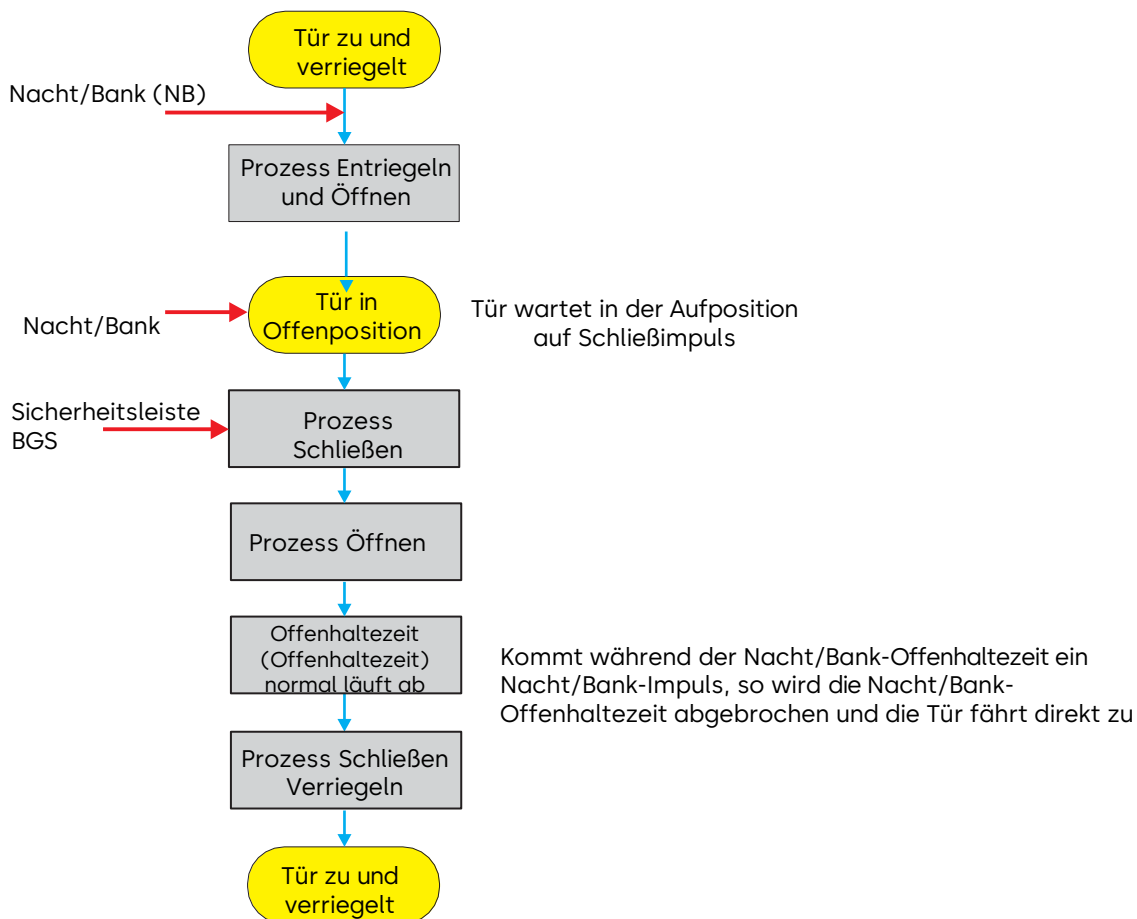 Tür zu und
verriegelt
Nacht/Bank (NB)
Prozess Entriegeln
und Öffnen
Tür in
Offenposition
Nacht/Bank
Tür wartet in der Aufposition
auf Schließimpuls
Sicherheitsleiste
BGS
Prozess
Schließen
Prozess Öffnen
Offenhaltezeit
(Offenhaltezeit)
normal läuft ab
Kommt während der Nacht/Bank-Offenhaltezeit ein
Nacht/Bank-Impuls, so wird die Nacht/Bank-
Offenhaltezeit abgebrochen und die Tür fährt direkt zu
Prozess Schließen
Verriegeln
Tür zu und
verriegelt